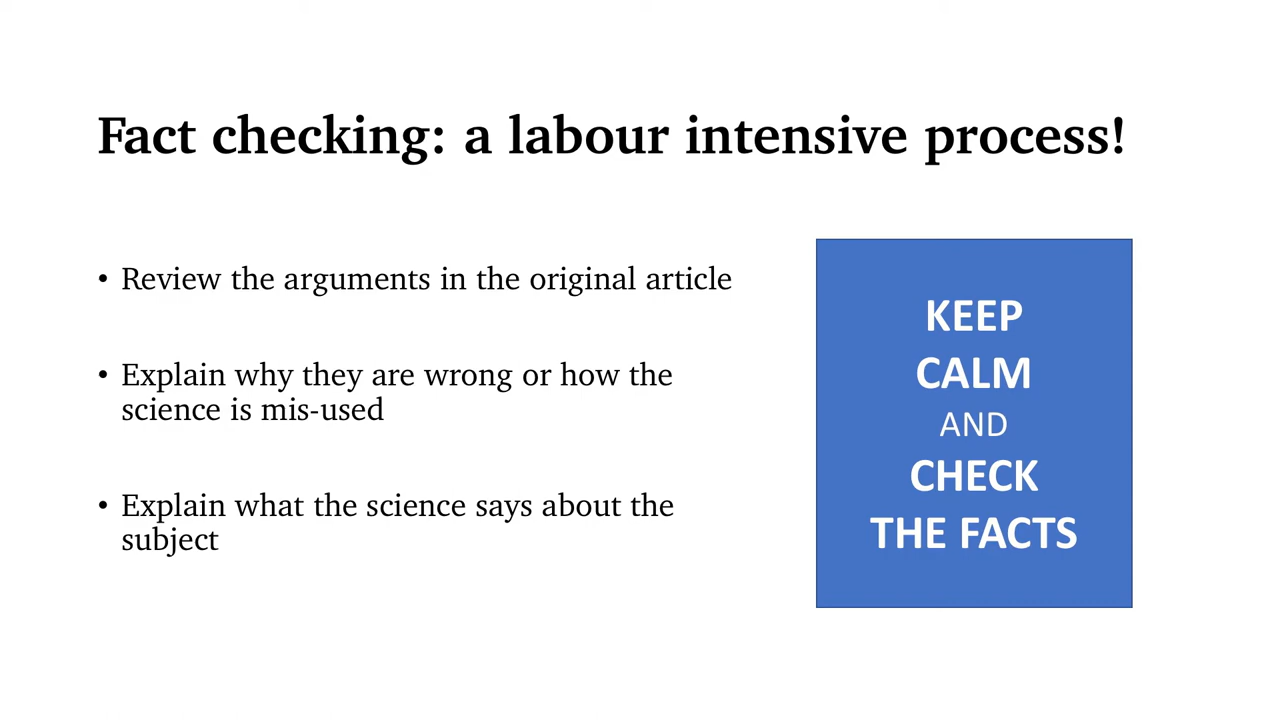 Fact checking: a labour intensive process!
• Review the arguments in the original article
• Explain why they are wrong or how the
science is mis-used
• Explain what the science says about the
subject
KEEP
CALM
AND
CHECK
THE FACTS